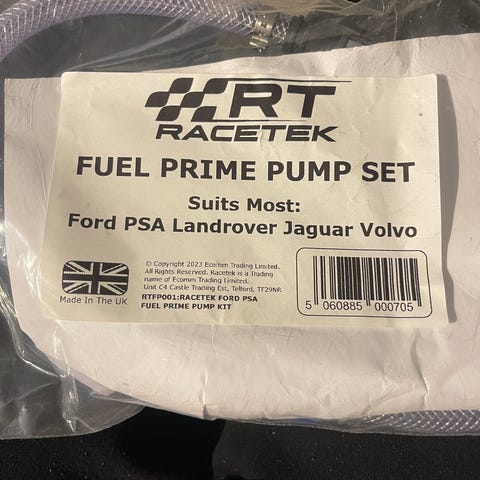 RT
RACETEK
FUEL PRIME PUMP SET
Suits Most:
Ford PSA Landrover Jaguar Volvo
© Copyright 2023 Ecomm Trading Limited.
All Rights Reserved. Racetek is a Trading
name of Ecomm Trading Limited.
Unit C4 Castle Trading Est, Telford, TF29NP.
RTFP001:RACETEK FORD PSA
FUEL PRIME PUMP KIT
Made In The UK
5 060885 000705